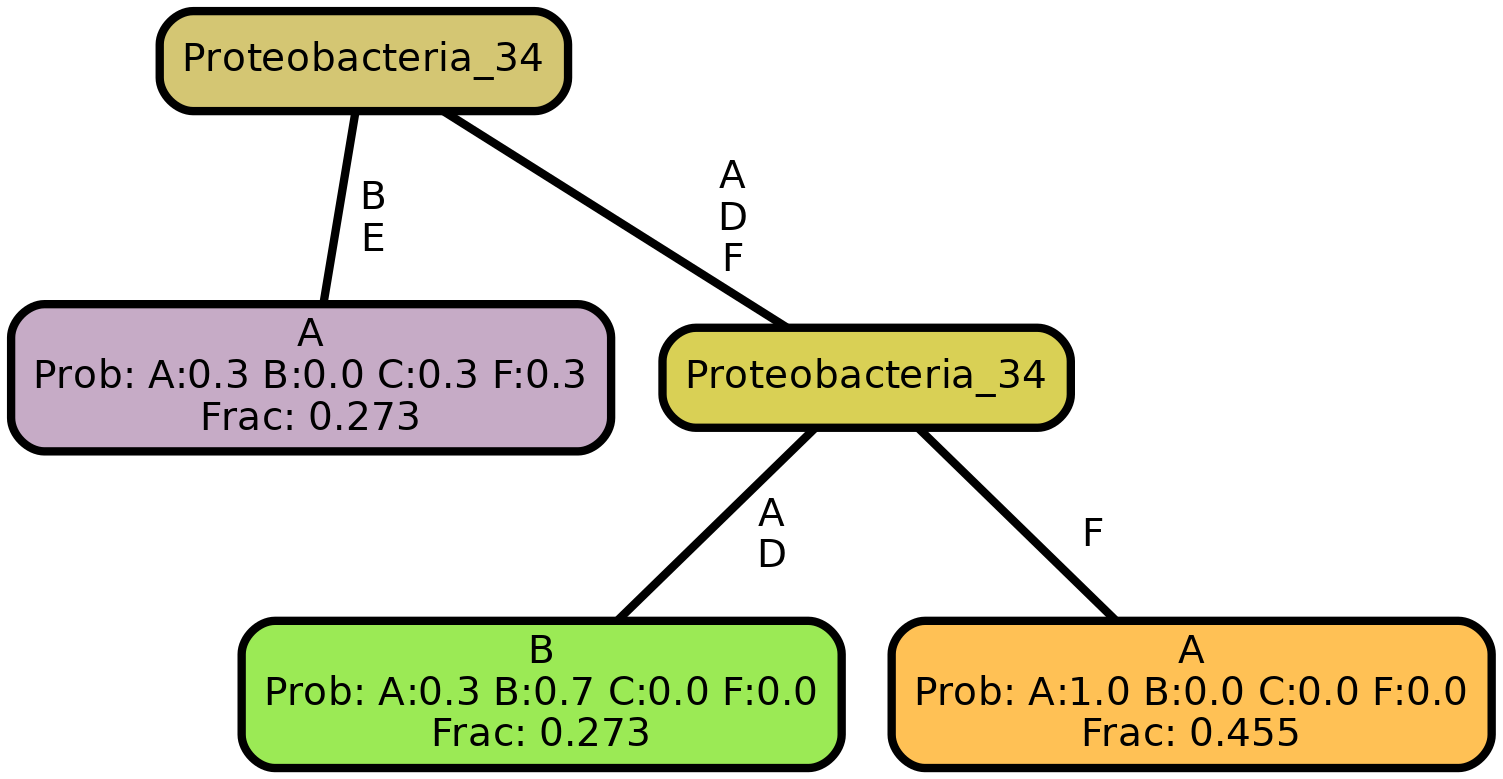 Proteobacteria_34
B
E
A
D
F
A
Prob: A:0.3 B:0.0 C:0.3 F:0.3
Frac: 0.273
Proteobacteria_34
A
D
F
B
Prob: A:0.3 B:0.7 C:0.0 F:0.0
Frac: 0.273
A
Prob: A:1.0 B:0.0 C:0.0 F:0.0
Frac: 0.455